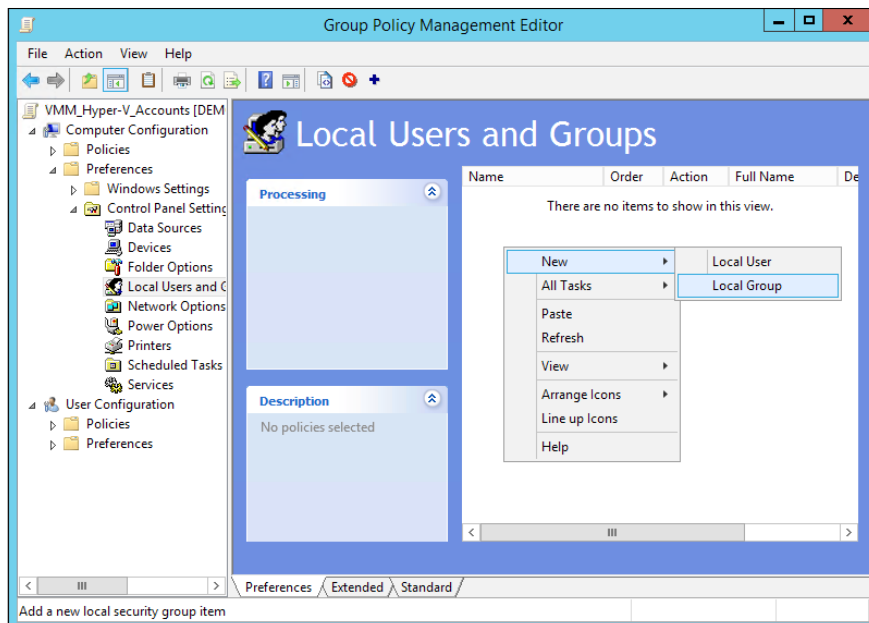 Group Policy Management Editor
File Action View Help
VMM_Hyper-V_Accounts [DEM
Computer Configuration
Policies
Preferences
Windows Settings
Control Panel Setting
Data Sources
Devices
Folder Options
Local Users and G
Network Options
Power Options
Printers
Scheduled Tasks
Services
User Configuration
Policies
Preferences
Local Users and Groups
Processing
Description
No policies selected
Name Order Action Full Name De
There are no items to show in this view.
New
All Tasks
Paste
Refresh
View
Arrange Icons
Line up Icons
Help
Local User
Local Group
Preferences Extended Standard
Add a new local security group item